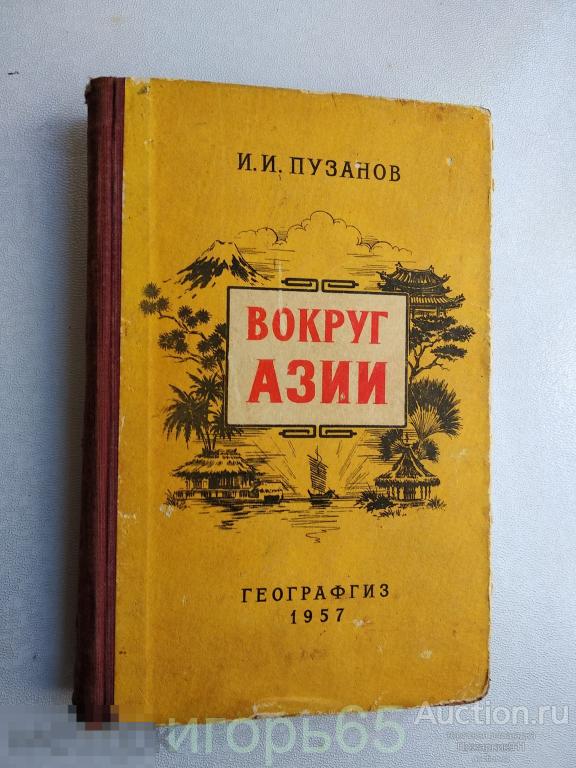 И.И. ПУЗАНОВ
ВОКРУГ
АЗИИ
ГЕОГРАФГИЗ
1957
игорь65
Auction.ru